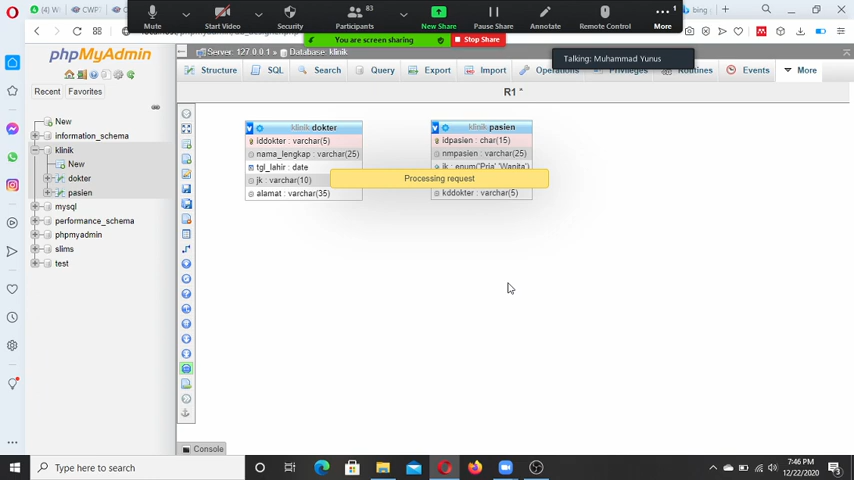 Mute
Start Video
Security
Participants
83
New Share
Pause Share
Annotate
Remote Control
More
1
You are screen sharing
Stop Share
Talking: Muhammad Yunus
bing
phpMyAdmin
Recent
Favorites
New
information_schema
klinik
New
dokter
pasien
mysql
performance_schema
phpmyadmin
slims
test
Server: 127.0.0.1 » Database: klinik
Structure
SQL
Search
Query
Export
Import
Operations
Privileges
Routines
Events
More
R1 *
klinik dokter
iddokter : varchar(5)
nama_lengkap : varchar(25)
tgl_lahir : date
jk : varchar(10)
alamat : varchar(35)
klinik pasien
idpasien : char(15)
nmpasien : varchar(25)
jk : enum('Pria','Wanita')
Processing request
kddokter : varchar(5)
Console
Type here to search
7:46 PM
12/22/2020
3